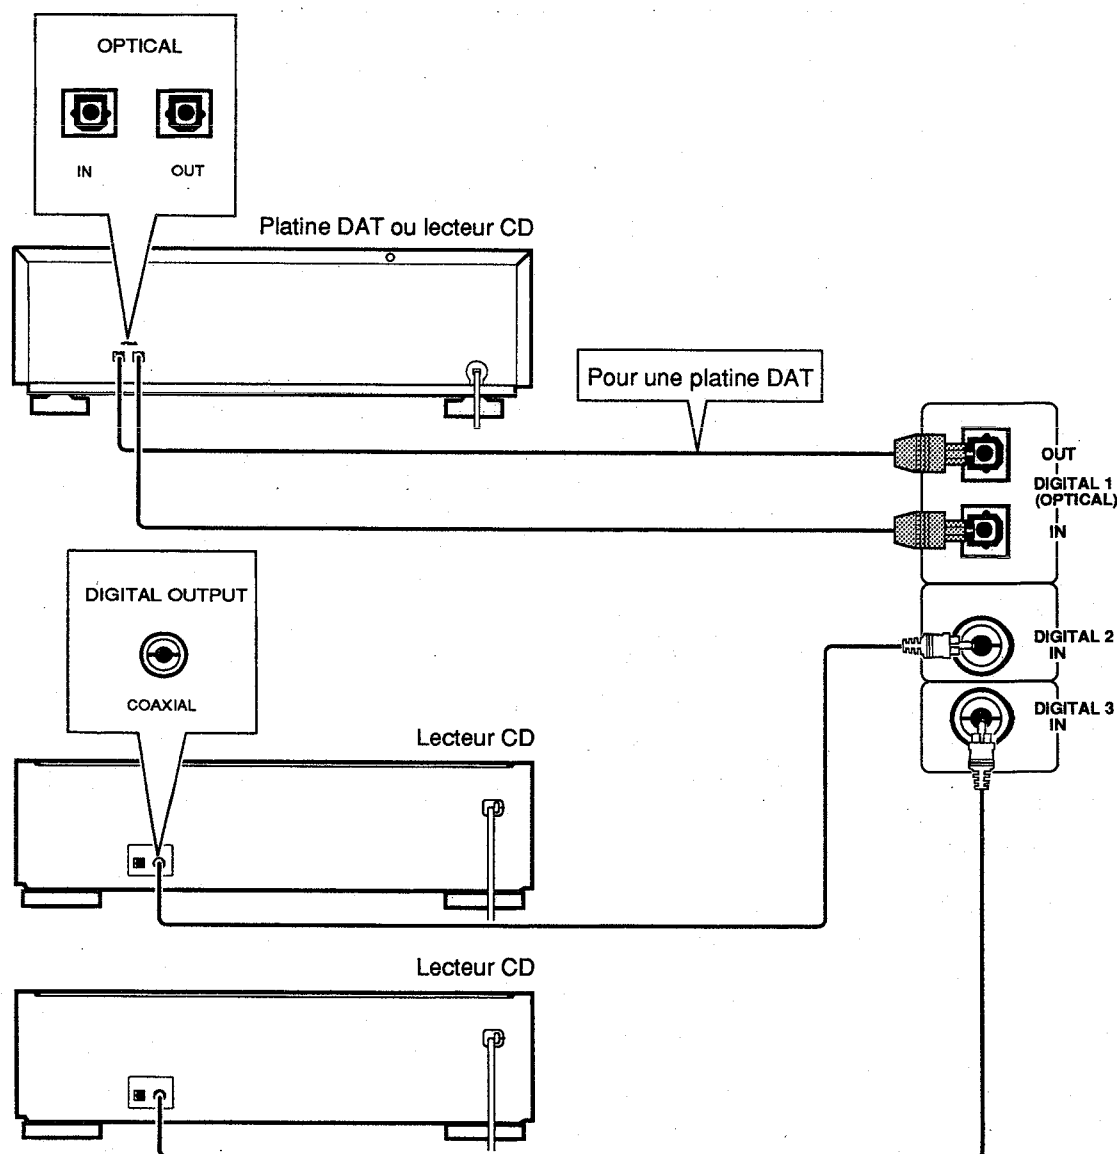 OPTICAL
IN
OUT
Platine DAT ou lecteur CD
Pour une platine DAT
OUT
DIGITAL 1
(OPTICAL)
IN
DIGITAL OUTPUT
COAXIAL
DIGITAL 2
IN
DIGITAL 3
IN
Lecteur CD
Lecteur CD